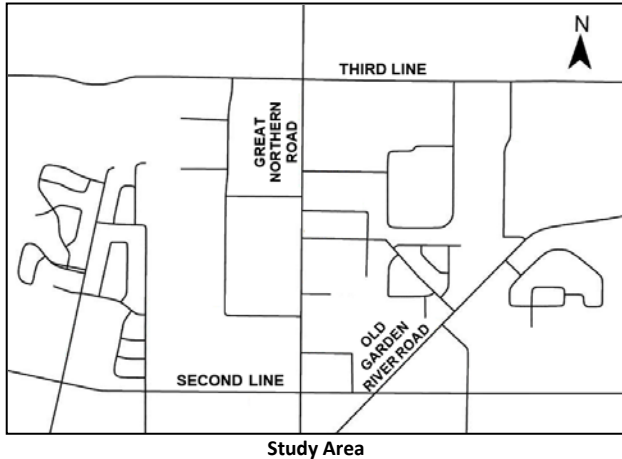 N
THIRD LINE
GREAT
NORTHERN
ROAD
OLD
GARDEN
RIVER ROAD
SECOND LINE
Study Area